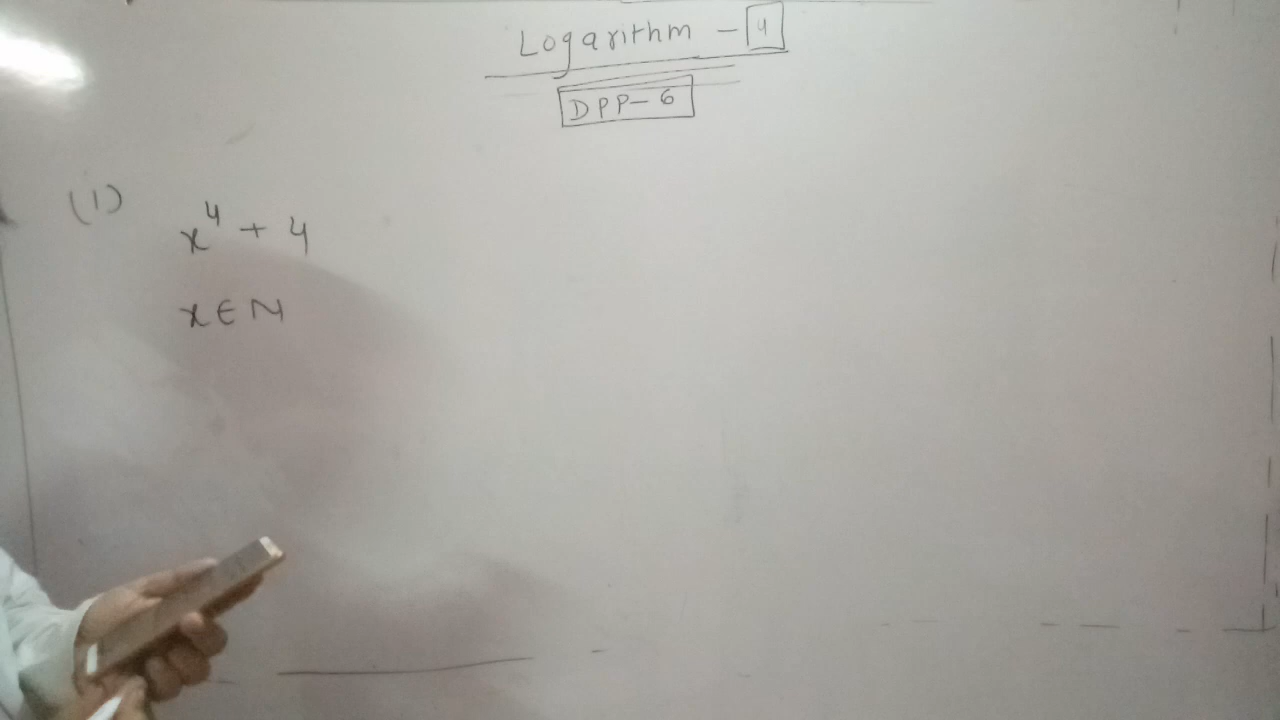 Logarithm - 4
DPP-6
(1)
x⁴ + 4
x ∈ N